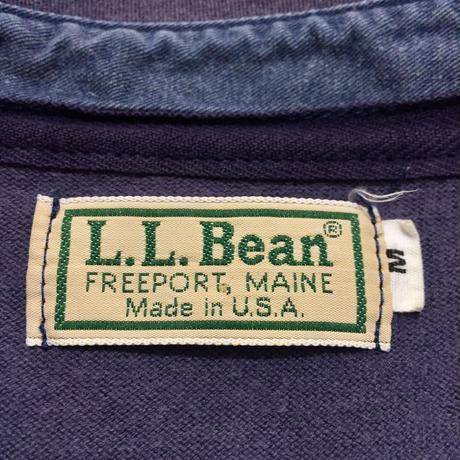 L.L.Bean®
FREEPORT, MAINE
Made in U.S.A.